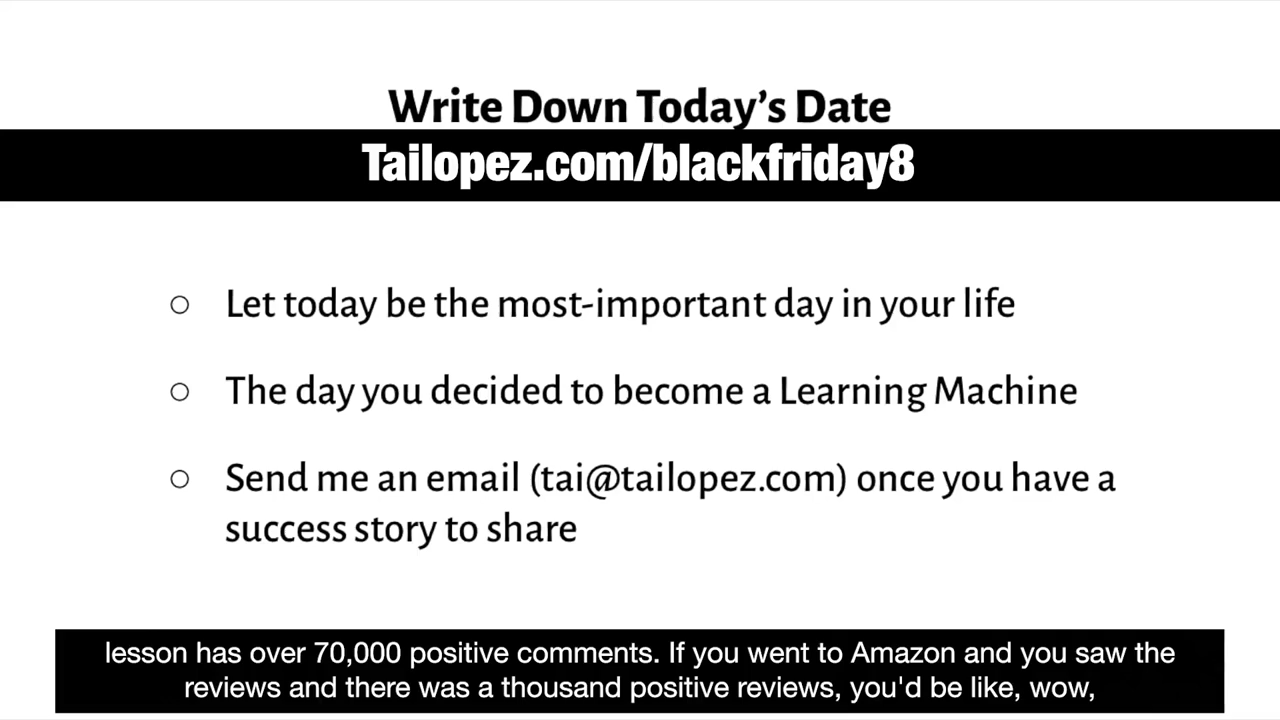 Write Down Today's Date
Tailopez.com/blackfriday8
○ Let today be the most-important day in your life
○ The day you decided to become a Learning Machine
○ Send me an email (tai@tailopez.com) once you have a
success story to share
lesson has over 70,000 positive comments. If you went to Amazon and you saw the
reviews and there was a thousand positive reviews, you'd be like, wow,